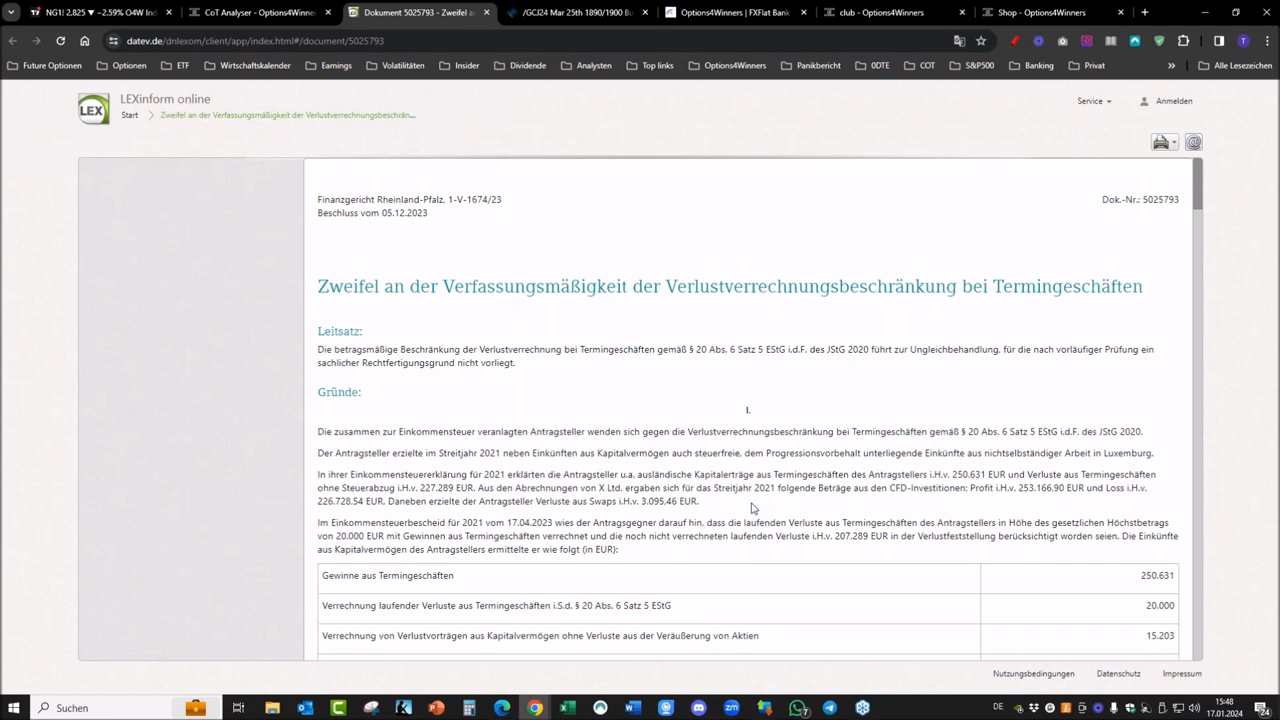 NG1! 2.825 ▼ −2.59% O4W Ind
CoT Analyser - Options4Winner
Dokument 5025793 - Zweifel an
/GCJ24 Mar 25th 1890/1900 Bu
Options4Winners | FXFlat Bank
club - Options4Winners
Shop - Options4Winners
datev.de/dnlexom/client/app/index.html#/document/5025793
Future Optionen
Optionen
ETF
Wirtschaftskalender
Earnings
Volatilitäten
Insider
Dividende
Analysten
Top links
Options4Winners
Panikbericht
0DTE
COT
S&P500
Banking
Privat
Alle Lesezeichen
LEX
LEXinform online
Start
Zweifel an der Verfassungsmäßigkeit der Verlustverrechnungsbeschrän...
Service
Anmelden
Finanzgericht Rheinland-Pfalz, 1-V-1674/23
Dok.-Nr.: 5025793
Beschluss vom 05.12.2023
Zweifel an der Verfassungsmäßigkeit der Verlustverrechnungsbeschränkung bei Termingeschäften
Leitsatz:
Die betragsmäßige Beschränkung der Verlustverrechnung bei Termingeschäften gemäß § 20 Abs. 6 Satz 5 EStG i.d.F. des JStG 2020 führt zur Ungleichbehandlung, für die nach vorläufiger Prüfung ein
sachlicher Rechtfertigungsgrund nicht vorliegt.
Gründe:
I.
Die zusammen zur Einkommensteuer veranlagten Antragsteller wenden sich gegen die Verlustverrechnungsbeschränkung bei Termingeschäften gemäß § 20 Abs. 6 Satz 5 EStG i.d.F. des JStG 2020.
Der Antragsteller erzielte im Streitjahr 2021 neben Einkünften aus Kapitalvermögen auch steuerfreie, dem Progressionsvorbehalt unterliegende Einkünfte aus nichtselbständiger Arbeit in Luxemburg.
In ihrer Einkommensteuererklärung für 2021 erklärten die Antragsteller u.a. ausländische Kapitalerträge aus Termingeschäften des Antragstellers i.H.v. 250.631 EUR und Verluste aus Termingeschäften
ohne Steuerabzug i.H.v. 227.289 EUR. Aus den Abrechnungen von X Ltd. ergaben sich für das Streitjahr 2021 folgende Beträge aus den CFD-Investitionen: Profit i.H.v. 253.166,90 EUR und Loss i.H.v.
226.728,54 EUR. Daneben erzielte der Antragsteller Verluste aus Swaps i.H.v. 3.095,46 EUR.
Im Einkommensteuerbescheid für 2021 vom 17.04.2023 wies der Antragsgegner darauf hin, dass die laufenden Verluste aus Termingeschäften des Antragstellers in Höhe des gesetzlichen Höchstbetrags
von 20.000 EUR mit Gewinnen aus Termingeschäften verrechnet und die noch nicht verrechneten laufenden Verluste i.H.v. 207.289 EUR in der Verlustfeststellung berücksichtigt worden seien. Die Einkünfte
aus Kapitalvermögen des Antragstellers ermittelte er wie folgt (in EUR):
Gewinne aus Termingeschäften
250.631
Verrechnung laufender Verluste aus Termingeschäften i.S.d. § 20 Abs. 6 Satz 5 EStG
20.000
Verrechnung von Verlustvorträgen aus Kapitalvermögen ohne Verluste aus der Veräußerung von Aktien
15.203
Nutzungsbedingungen
Datenschutz
Impressum
Suchen
DE
15:48
17.01.2024